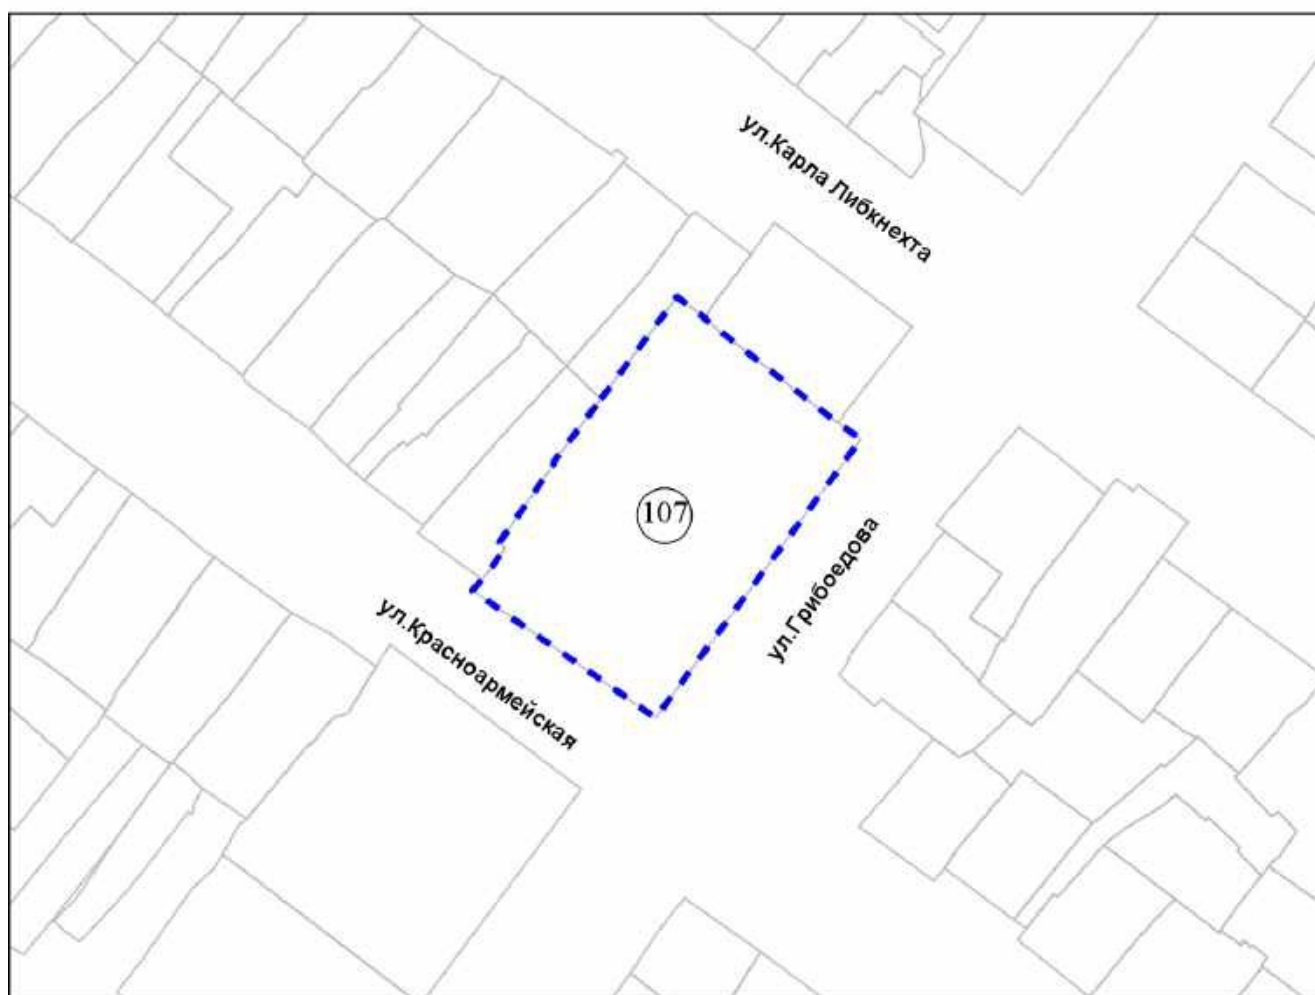 ул.Карла Либкнехта
107
ул.Грибоедова
ул.Красноармейская